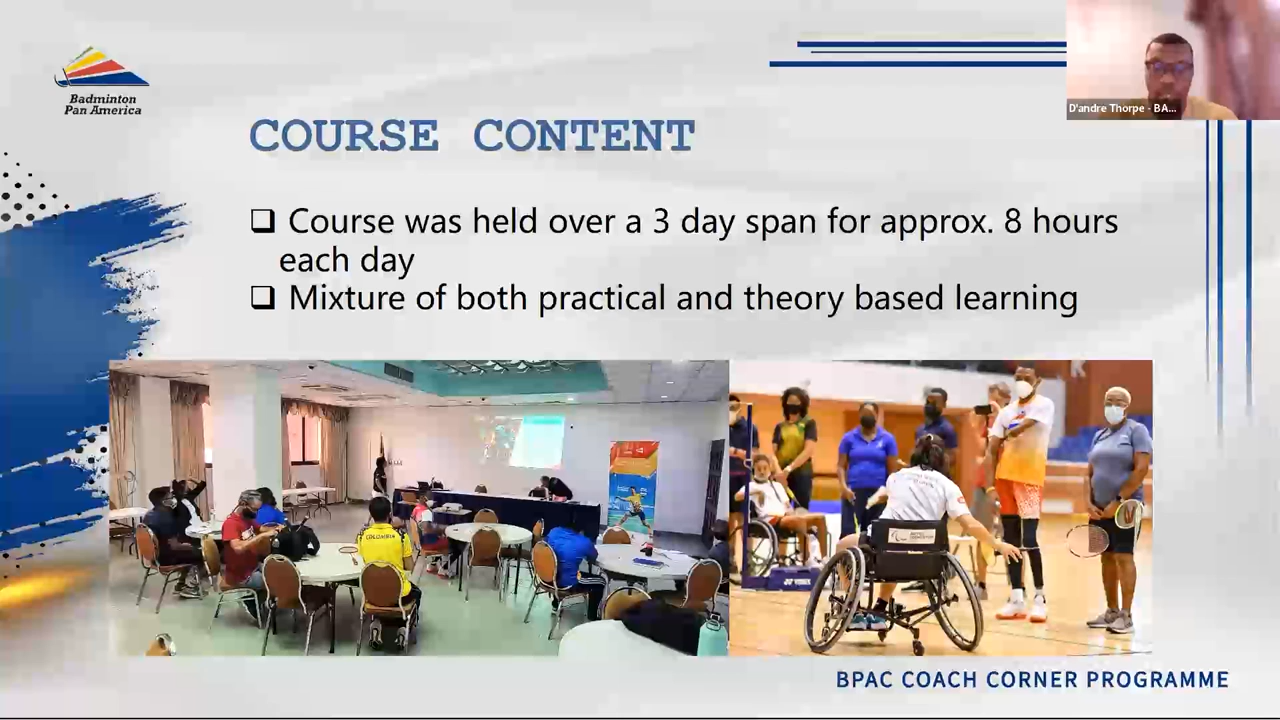 Badminton
Pan America
D'andre Thorpe - BA...
COURSE CONTENT
❑ Course was held over a 3 day span for approx. 8 hours
each day
❑ Mixture of both practical and theory based learning
COLOMBIA
YONEX
BPAC COACH CORNER PROGRAMME